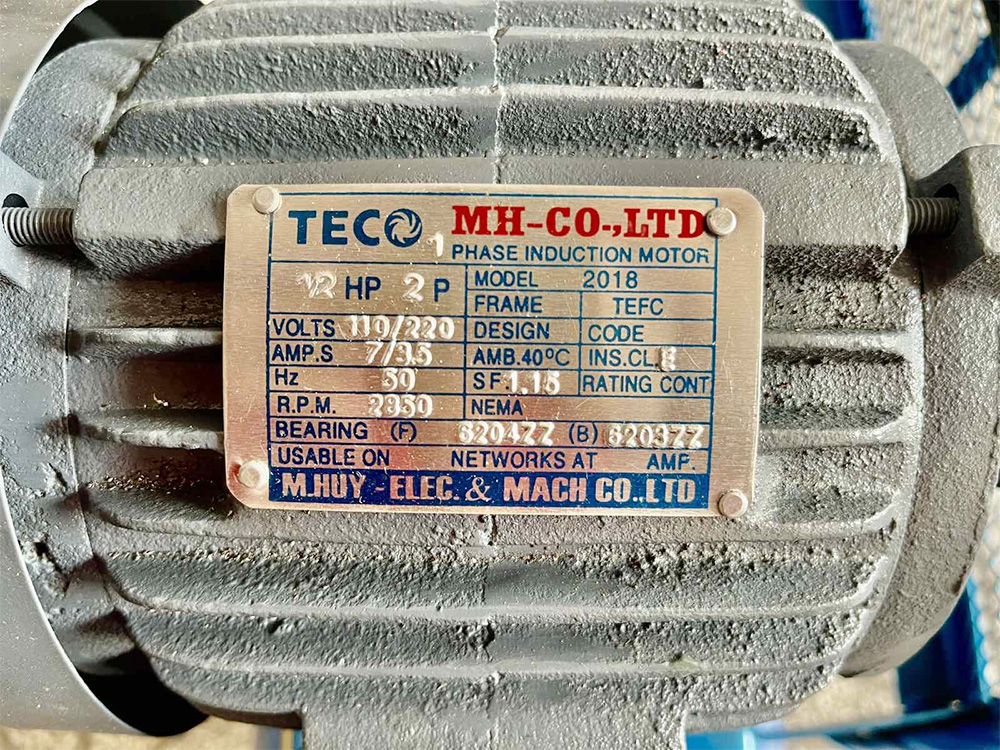 TECO MH-CO.,LTD
1 PHASE INDUCTION MOTOR
1/2 HP 2 P MODEL 2018
FRAME TEFC
VOLTS 110/220 DESIGN CODE
AMP.S 7/3.5 AMB.40°C INS.CL.E
Hz 50 SF.1.15 RATING CONT
R.P.M. 2850 NEMA
BEARING (F) 6204ZZ (B) 6203ZZ
USABLE ON NETWORKS AT AMP.
M.HUY - ELEC. & MACH CO.,LTD